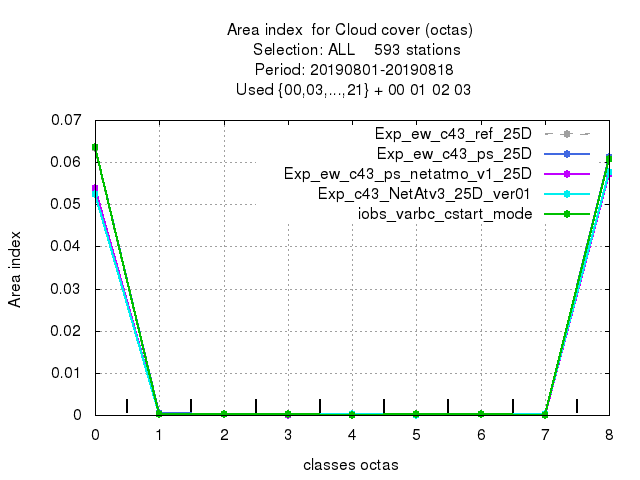 Area index  for Cloud cover (octas)
Selection: ALL    593 stations
Period: 20190801-20190818
Used {00,03,...,21} + 00 01 02 03
0.07
0.06
0.05
0.04
0.03
0.02
0.01
0
Area index
Exp_ew_c43_ref_25D
Exp_ew_c43_ps_25D
Exp_ew_c43_ps_netatmo_v1_25D
Exp_c43_NetAtv3_25D_ver01
iobs_varbc_cstart_mode
0 1 2 3 4 5 6 7 8
classes octas